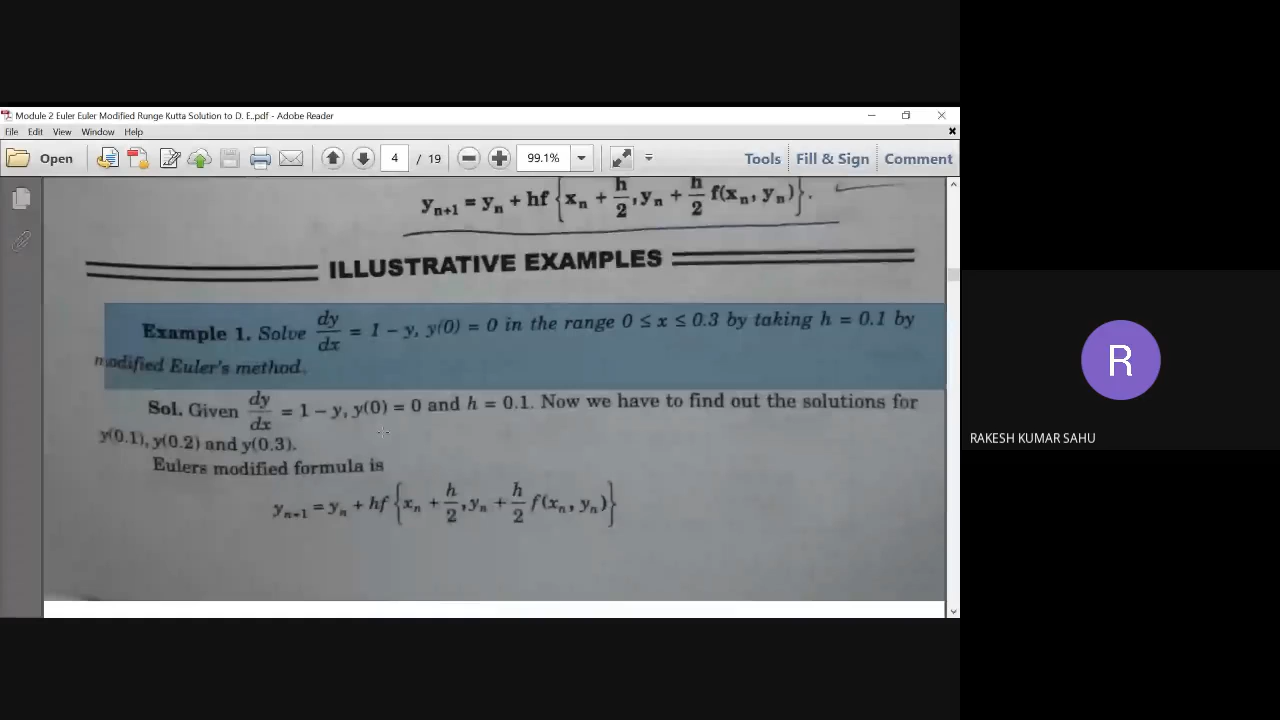 Module 2 Euler Euler Modified Runge Kutta Solution to D. E..pdf - Adobe Reader
File Edit View Window Help
Open 4 / 19 99.1% Tools Fill & Sign Comment
yₙ₊₁ = yₙ + hf {xₙ + h/2, yₙ + h/2 f(xₙ, yₙ)}.
ILLUSTRATIVE EXAMPLES
Example 1. Solve dy/dx = 1 – y, y(0) = 0 in the range 0 ≤ x ≤ 0.3 by taking h = 0.1 by
modified Euler's method.
Sol. Given dy/dx = 1 – y, y(0) = 0 and h = 0.1. Now we have to find out the solutions for
y(0.1), y(0.2) and y(0.3).
Eulers modified formula is
yₙ₊₁ = yₙ + hf {xₙ + h/2, yₙ + h/2 f(xₙ, yₙ)}
R
RAKESH KUMAR SAHU